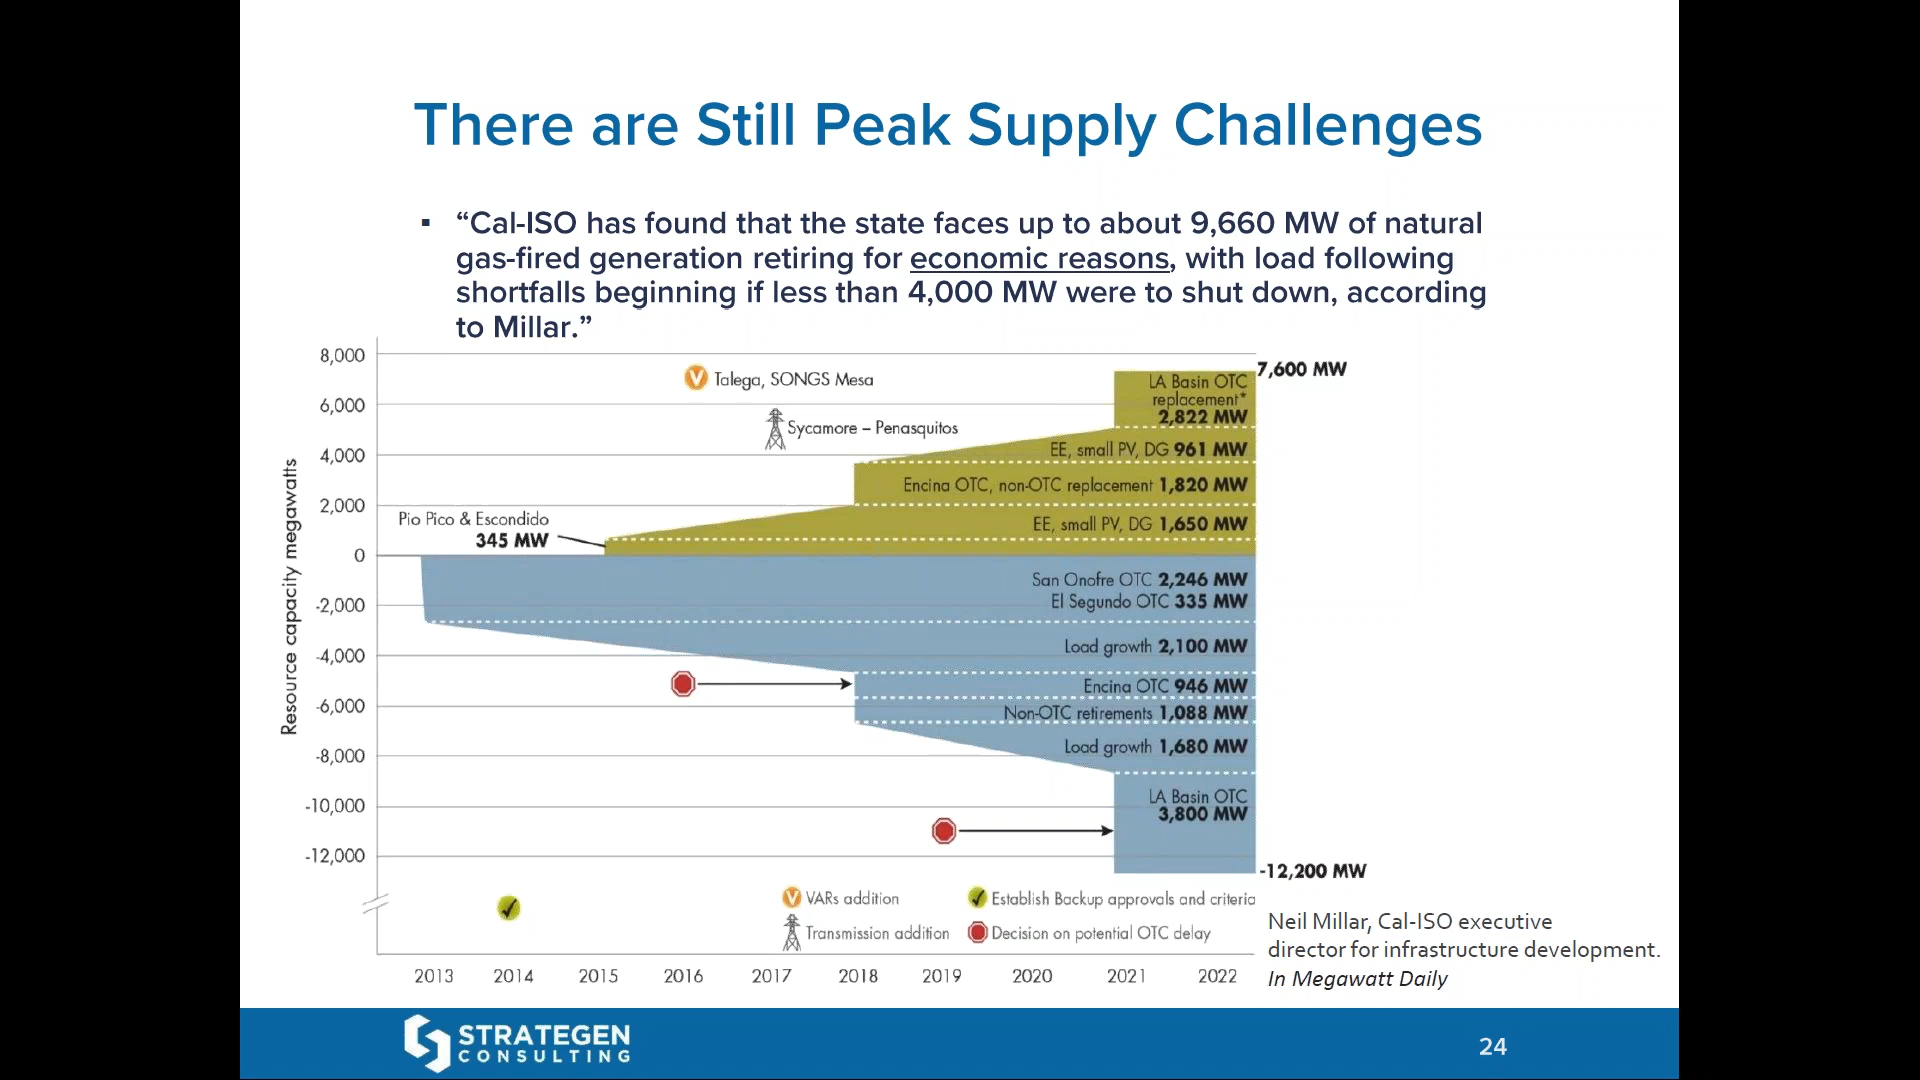 There are Still Peak Supply Challenges
▪ “Cal-ISO has found that the state faces up to about 9,660 MW of natural
gas-fired generation retiring for economic reasons, with load following
shortfalls beginning if less than 4,000 MW were to shut down, according
to Millar.”
Resource capacity megawatts
8,000
6,000
4,000
2,000
0
-2,000
-4,000
-6,000
-8,000
-10,000
-12,000
V Talega, SONGS Mesa
Sycamore – Penasquitos
Pio Pico & Escondido
345 MW
7,600 MW
LA Basin OTC
replacement*
2,822 MW
EE, small PV, DG 961 MW
Encina OTC, non-OTC replacement 1,820 MW
EE, small PV, DG 1,650 MW
San Onofre OTC 2,246 MW
El Segundo OTC 335 MW
Load growth 2,100 MW
Encina OTC 946 MW
Non-OTC retirements 1,088 MW
Load growth 1,680 MW
LA Basin OTC
3,800 MW
-12,200 MW
V VARs addition
Establish Backup approvals and criteria
Transmission addition
Decision on potential OTC delay
2013 2014 2015 2016 2017 2018 2019 2020 2021 2022
Neil Millar, Cal-ISO executive
director for infrastructure development.
In Megawatt Daily
STRATEGEN
CONSULTING
24